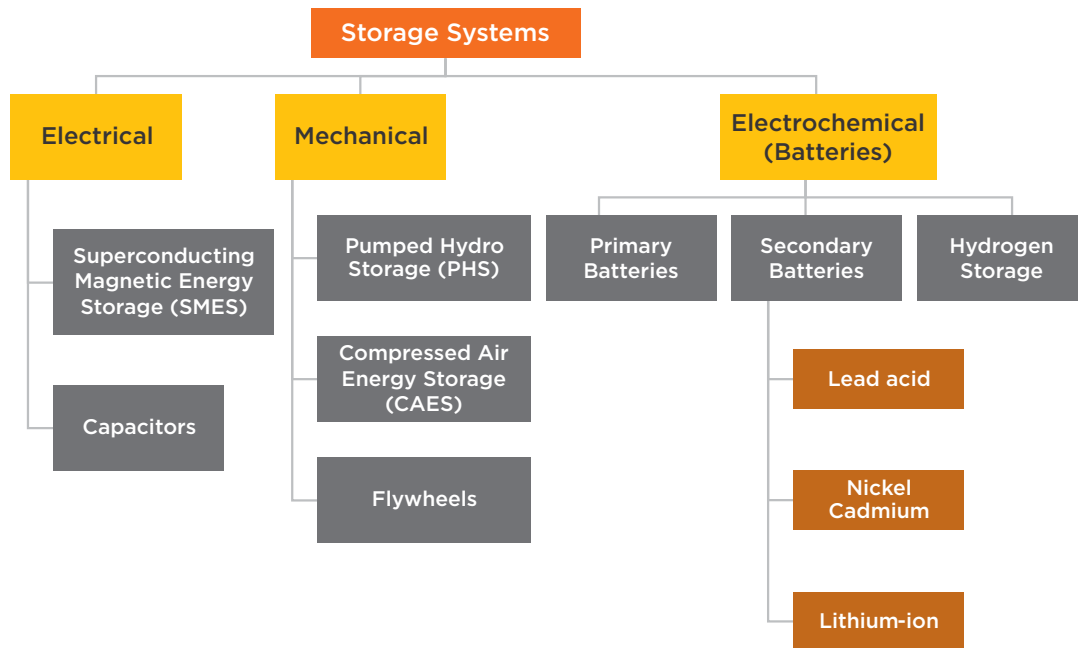 Storage Systems
Electrical
Mechanical
Electrochemical
(Batteries)
Superconducting
Magnetic Energy
Storage (SMES)
Capacitors
Pumped Hydro
Storage (PHS)
Compressed Air
Energy Storage
(CAES)
Flywheels
Primary
Batteries
Secondary
Batteries
Hydrogen
Storage
Lead acid
Nickel
Cadmium
Lithium-ion